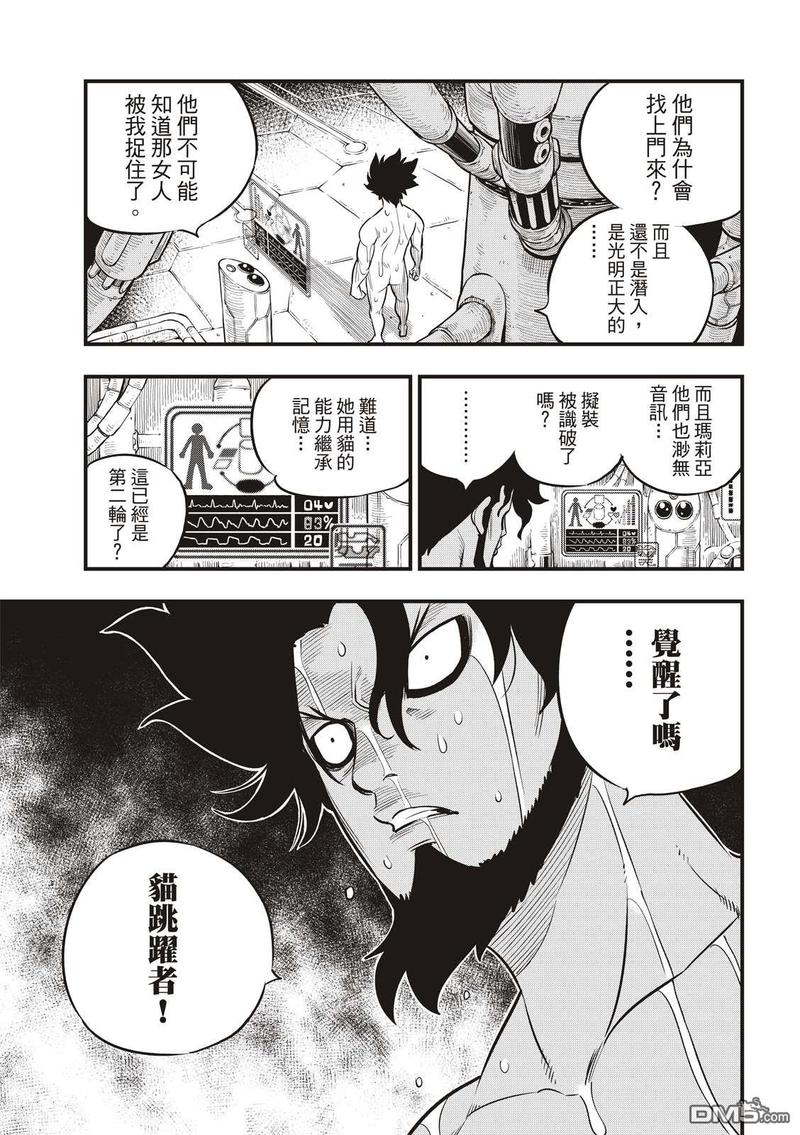 他們為什會
找上門來？
而且
還不是潛入，
是光明正大的
……
他們不可能
知道那女人
被我捉住了。
而且瑪莉亞
他們也渺無
音訊…
擬裝
被識破了
嗎？
……
難道…
她用貓的
能力繼承
記憶…
這已經是
第二輪了？
04
83%
20
覺醒了嗎
……
貓跳躍者！
DM5.com